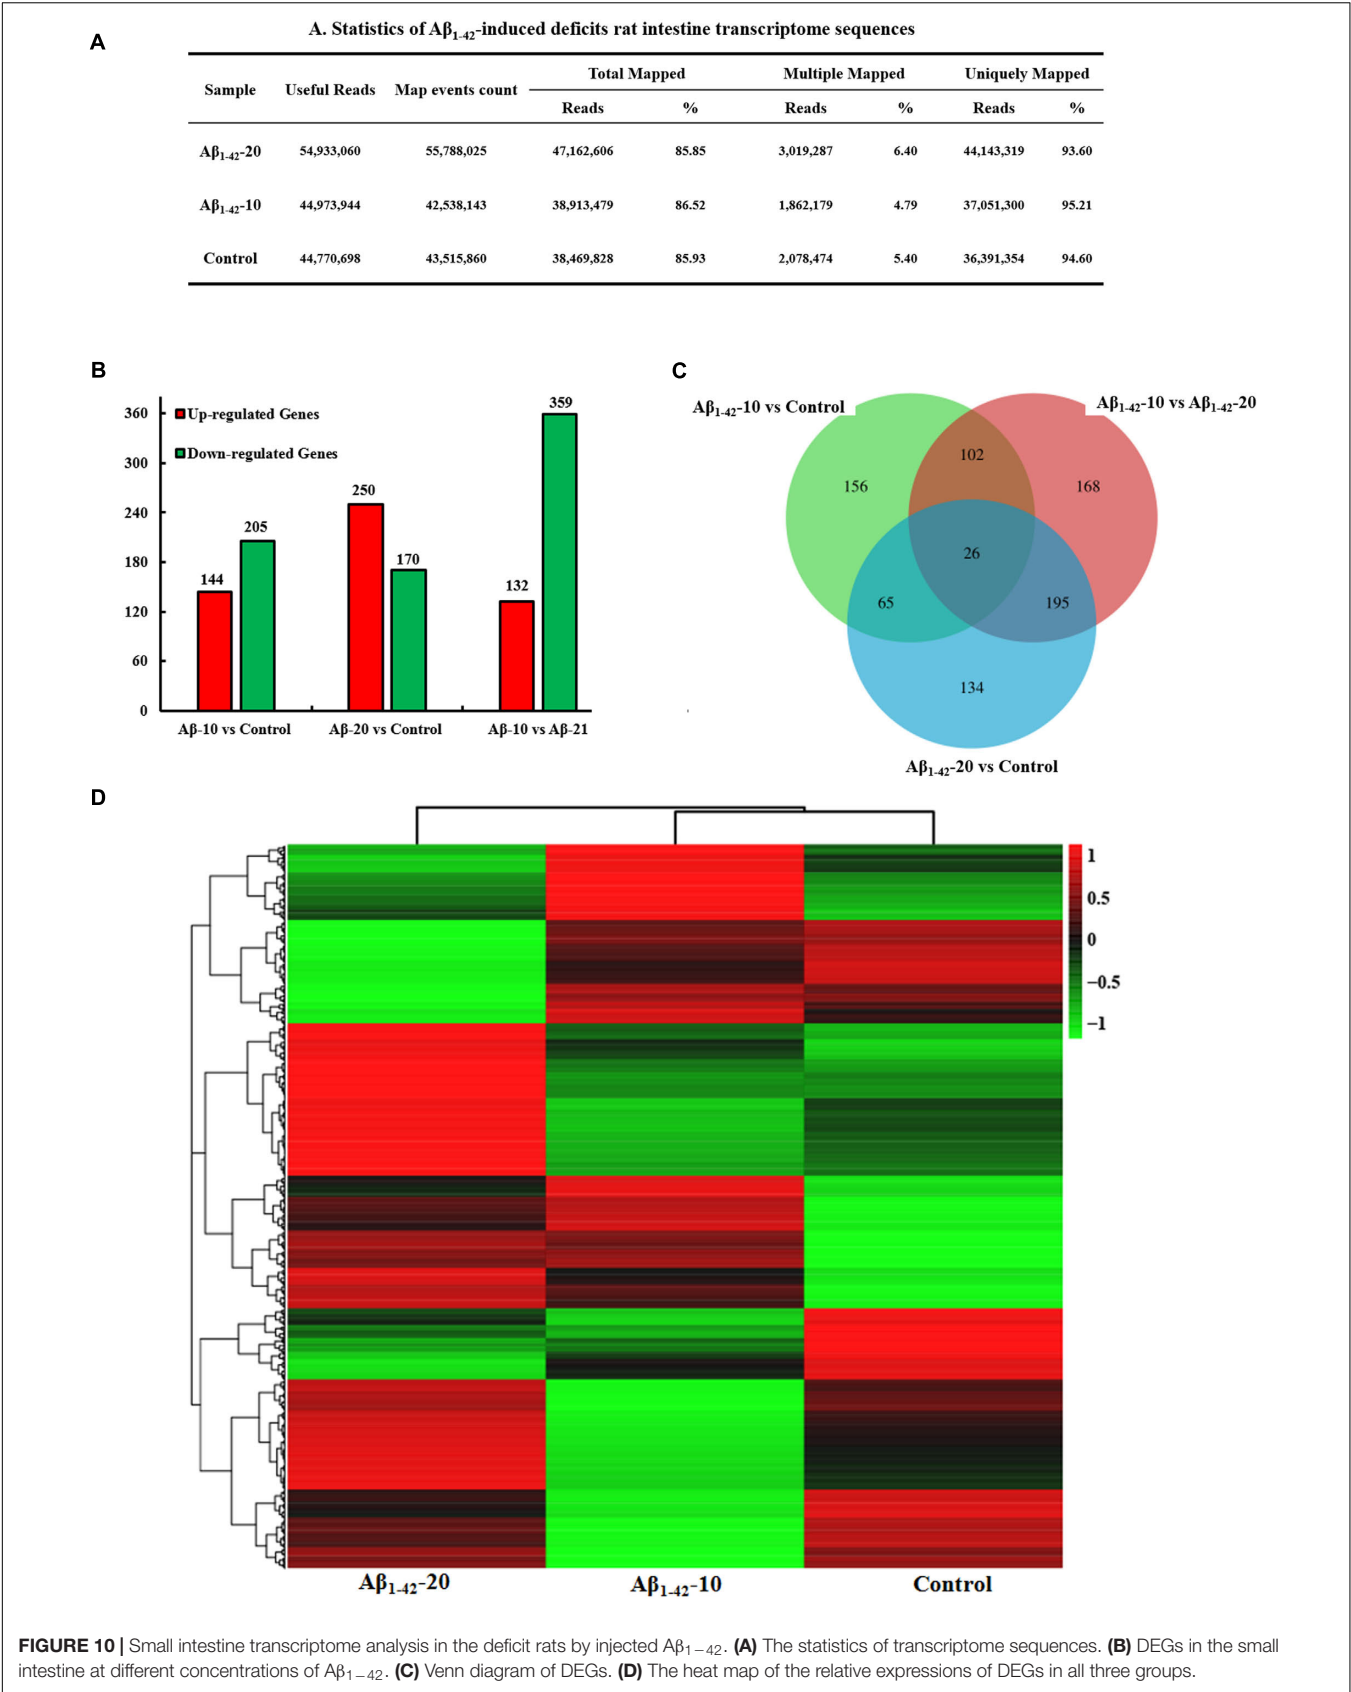 A
A. Statistics of Aβ1-42-induced deficits rat intestine transcriptome sequences
Sample Useful Reads Map events count Total Mapped Multiple Mapped Uniquely Mapped
Reads % Reads % Reads %
Aβ1-42-20 54,933,060 55,788,025 47,162,606 85.85 3,019,287 6.40 44,143,319 93.60
Aβ1-42-10 44,973,944 42,538,143 38,913,479 86.52 1,862,179 4.79 37,051,300 95.21
Control 44,770,698 43,515,860 38,469,828 85.93 2,078,474 5.40 36,391,354 94.60
B
360
300
240
180
120
60
0
Up-regulated Genes
Down-regulated Genes
144
205
250
170
132
359
Aβ-10 vs Control
Aβ-20 vs Control
Aβ-10 vs Aβ-21
C
Aβ1-42-10 vs Control
Aβ1-42-10 vs Aβ1-42-20
102
156
168
26
65
195
134
Aβ1-42-20 vs Control
D
1
0.5
0
−0.5
−1
Aβ1-42-20
Aβ1-42-10
Control
FIGURE 10 | Small intestine transcriptome analysis in the deficit rats by injected Aβ1−42. (A) The statistics of transcriptome sequences. (B) DEGs in the small
intestine at different concentrations of Aβ1−42. (C) Venn diagram of DEGs. (D) The heat map of the relative expressions of DEGs in all three groups.